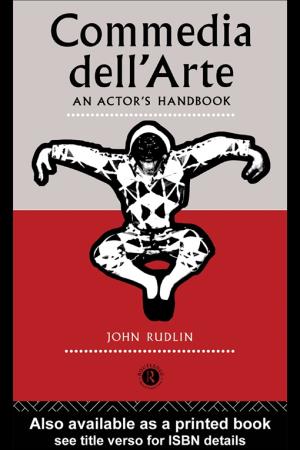 Commedia
dell'Arte
AN ACTOR'S HANDBOOK
JOHN RUDLIN
ROUTLEDGE
R
Also available as a printed book
see title verso for ISBN details